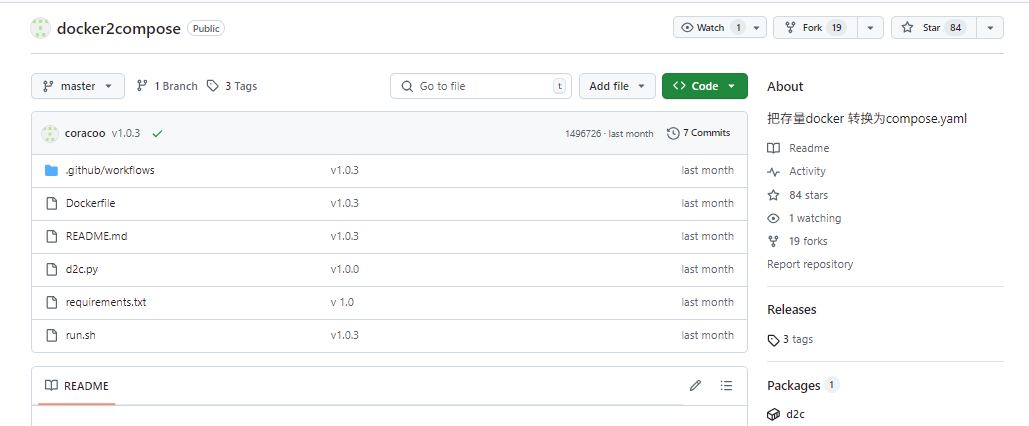 docker2compose Public Watch 1 Fork 19 Star 84
master 1 Branch 3 Tags Go to file t Add file Code
coracoo v1.0.3 1496726 · last month 7 Commits
.github/workflows v1.0.3 last month
Dockerfile v1.0.3 last month
README.md v1.0.3 last month
d2c.py v1.0.0 last month
requirements.txt v 1.0 last month
run.sh v1.0.3 last month
README
About
把存量docker 转换为compose.yaml
Readme
Activity
84 stars
1 watching
19 forks
Report repository
Releases
3 tags
Packages 1
d2c